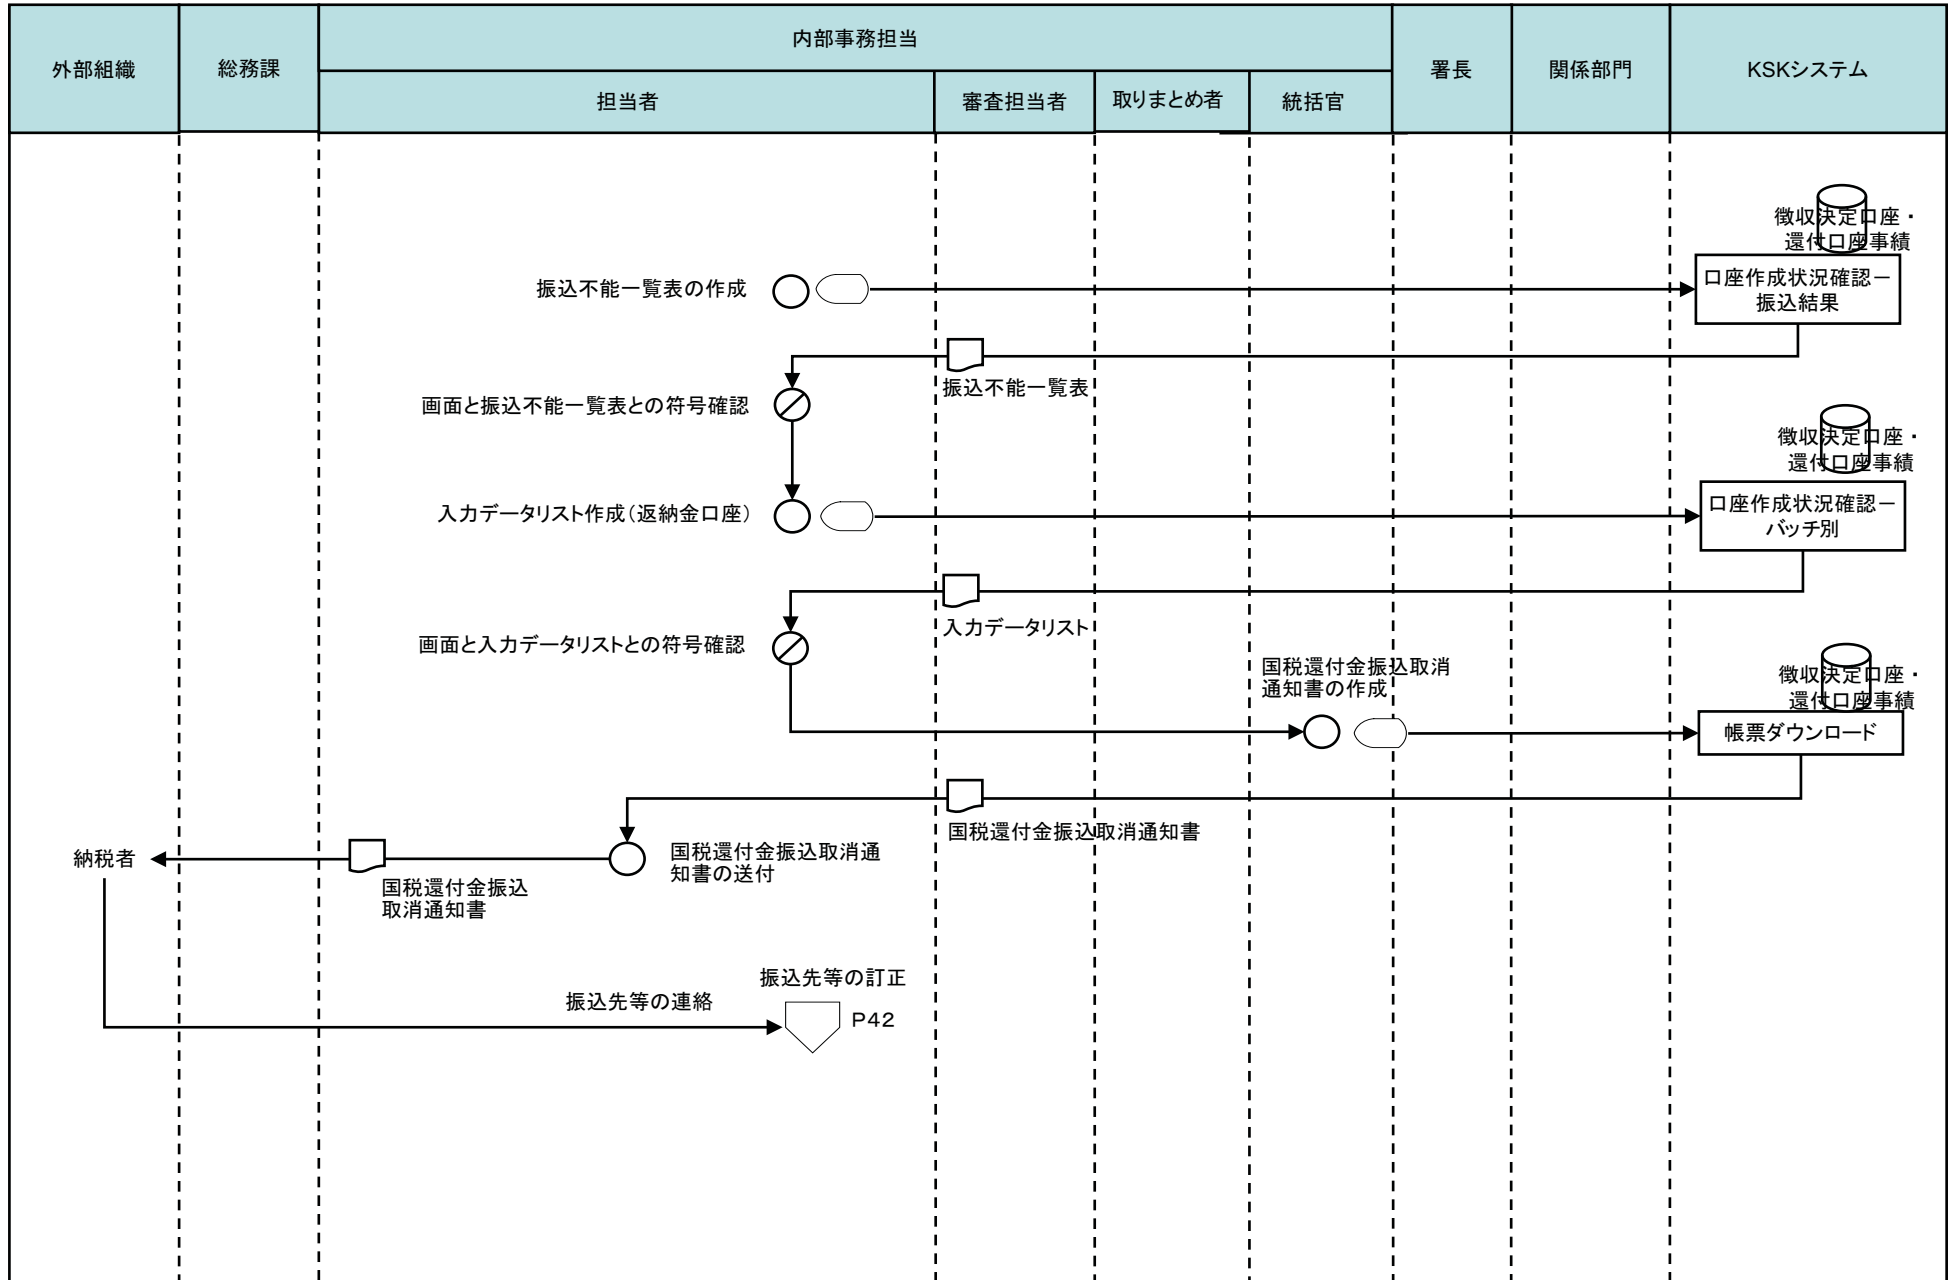 外部組織
総務課
内部事務担当
担当者
審査担当者
取りまとめ者
統括官
署長
関係部門
KSKシステム
徴収決定口座・
還付口座事績
振込不能一覧表の作成
口座作成状況確認－
振込結果
振込不能一覧表
画面と振込不能一覧表との符号確認
徴収決定口座・
還付口座事績
入力データリスト作成（返納金口座）
口座作成状況確認－
バッチ別
入力データリスト
画面と入力データリストとの符号確認
国税還付金振込取消
通知書の作成
徴収決定口座・
還付口座事績
帳票ダウンロード
国税還付金振込取消通知書
納税者
国税還付金振込取消通
知書の送付
国税還付金振込
取消通知書
振込先等の訂正
振込先等の連絡
P42